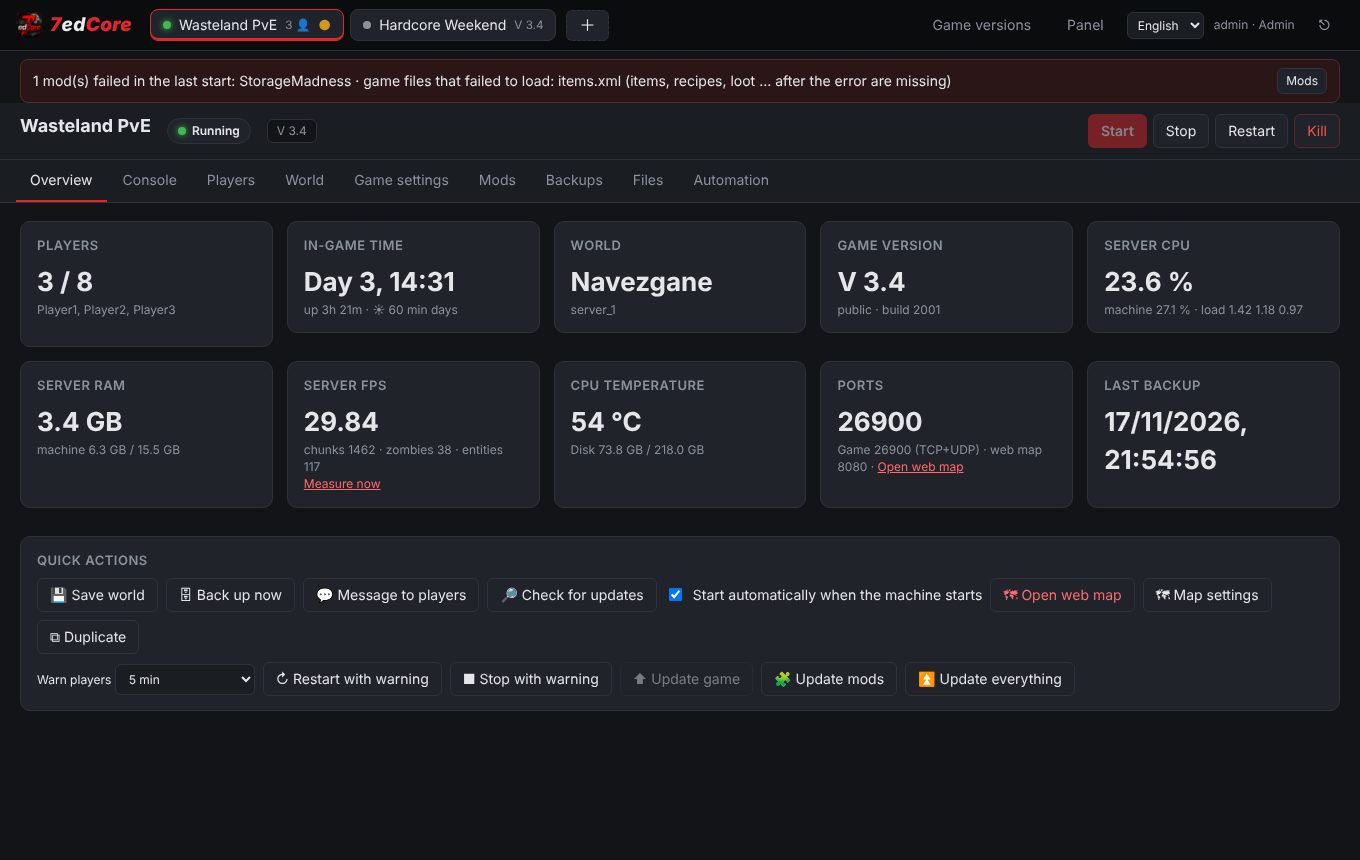 7edCore
Wasteland PvE 3
Hardcore Weekend V 3.4
+
Game versions
Panel
English
admin · Admin
1 mod(s) failed in the last start: StorageMadness · game files that failed to load: items.xml (items, recipes, loot ... after the error are missing)
Mods
Wasteland PvE
Running
V 3.4
Start
Stop
Restart
Kill
Overview
Console
Players
World
Game settings
Mods
Backups
Files
Automation
PLAYERS
3 / 8
Player1, Player2, Player3
IN-GAME TIME
Day 3, 14:31
up 3h 21m · ☀ 60 min days
WORLD
Navezgane
server_1
GAME VERSION
V 3.4
public · build 2001
SERVER CPU
23.6 %
machine 27.1 % · load 1.42 1.18 0.97
SERVER RAM
3.4 GB
machine 6.3 GB / 15.5 GB
SERVER FPS
29.84
chunks 1462 · zombies 38 · entities
117
Measure now
CPU TEMPERATURE
54 °C
Disk 73.8 GB / 218.0 GB
PORTS
26900
Game 26900 (TCP+UDP) · web map
8080 · Open web map
LAST BACKUP
17/11/2026,
21:54:56
QUICK ACTIONS
Save world
Back up now
Message to players
Check for updates
Start automatically when the machine starts
Open web map
Map settings
Duplicate
Warn players
5 min
Restart with warning
Stop with warning
Update game
Update mods
Update everything